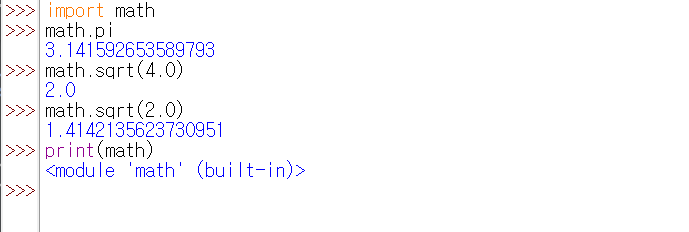 >>> import math
>>> math.pi
3.141592653589793
>>> math.sqrt(4.0)
2.0
>>> math.sqrt(2.0)
1.4142135623730951
>>> print(math)
<module 'math' (built-in)>
>>>